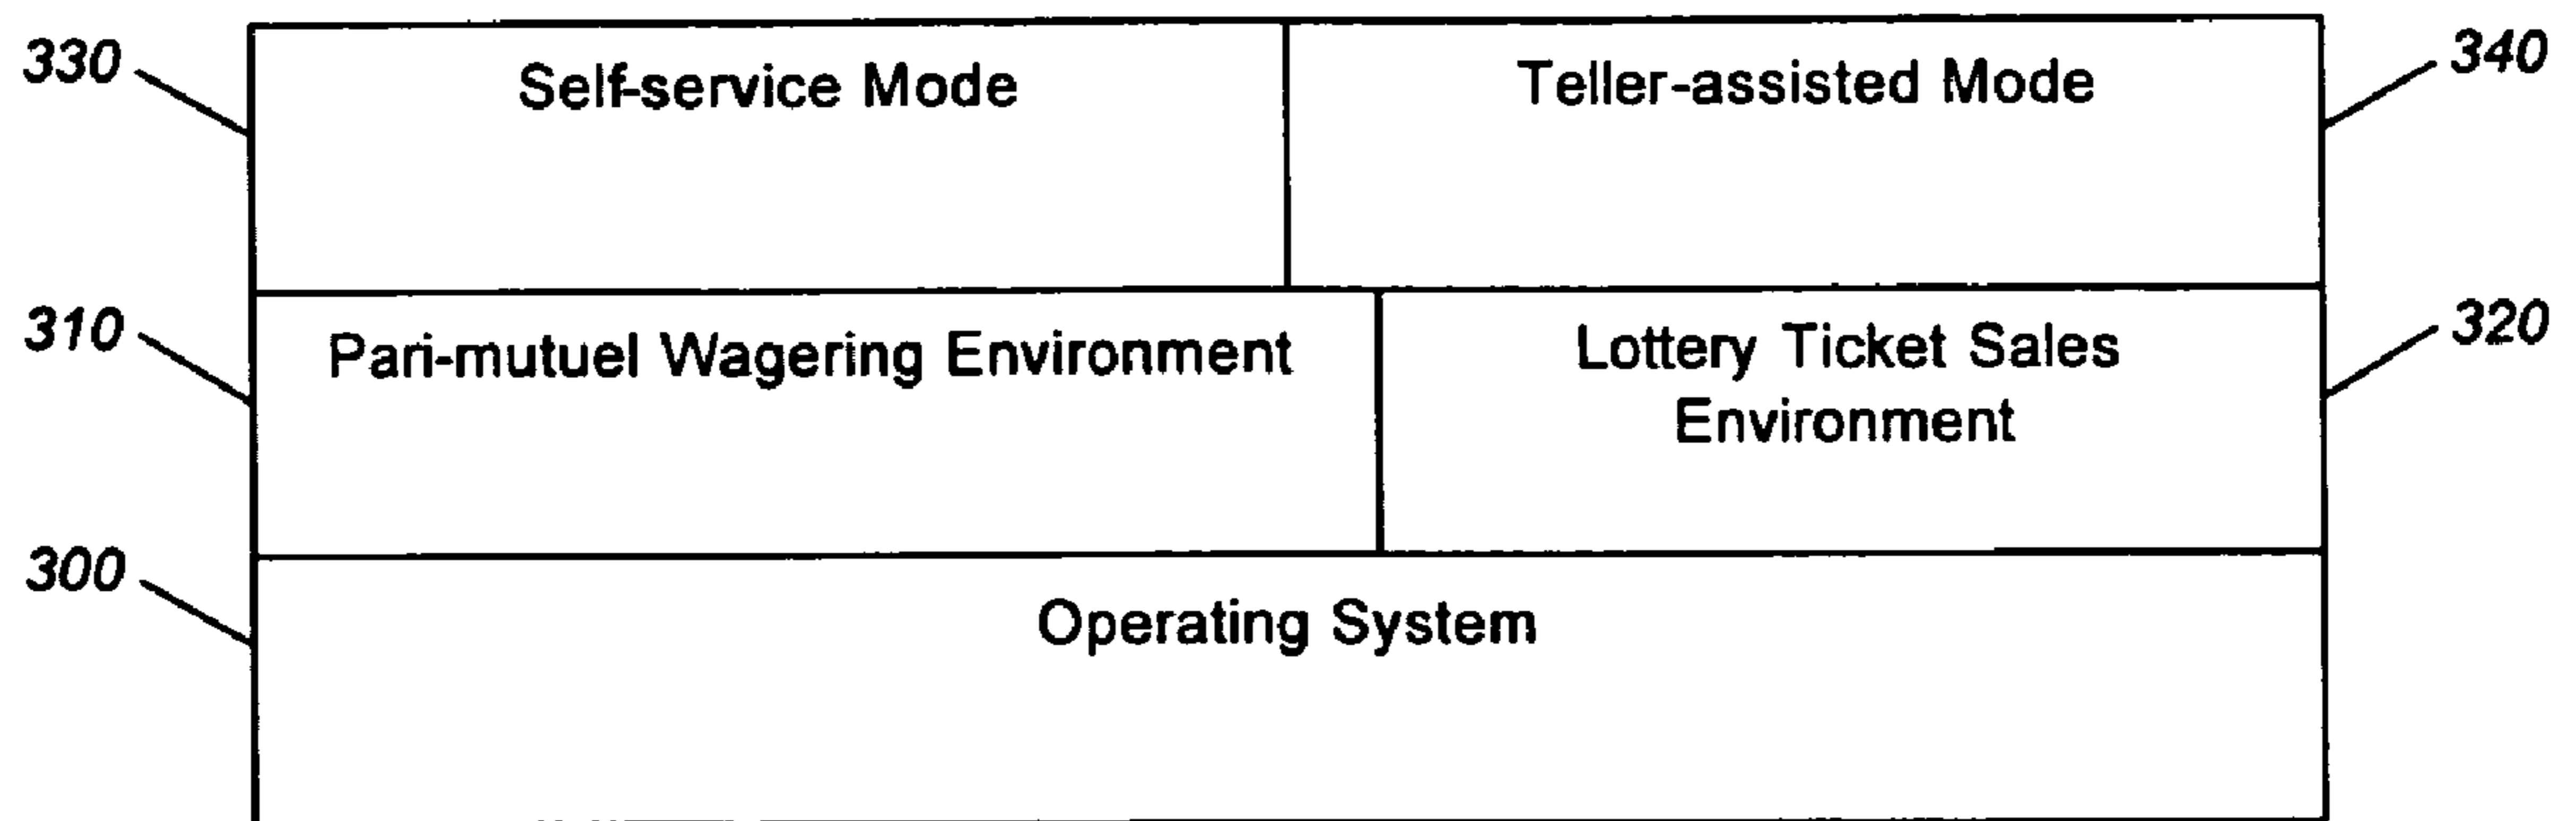 330
Self-service Mode
Teller-assisted Mode
340
310
Pari-mutuel Wagering Environment
Lottery Ticket Sales
Environment
320
300
Operating System